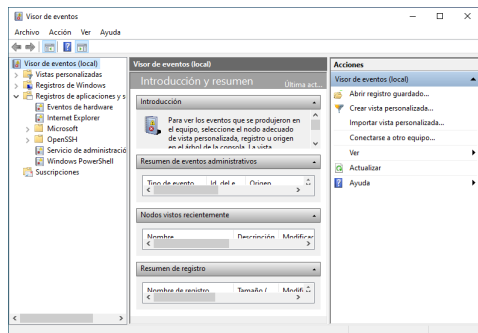 Visor de eventos
Archivo Acción Ver Ayuda
Visor de eventos (local)
Vistas personalizadas
Registros de Windows
Registros de aplicaciones y s
Eventos de hardware
Internet Explorer
Microsoft
OpenSSH
Servicio de administració
Windows PowerShell
Suscripciones
Visor de eventos (local)
Introducción y resumen Última act...
Introducción
Para ver los eventos que se produjeron en
el equipo, seleccione el nodo adecuado
de vista personalizada, registro u origen
en el árbol de la consola. La vista
Resumen de eventos administrativos
Tipo de evento Id. del e Origen
Nodos vistos recientemente
Nombre Descripción Modificac
Resumen de registro
Nombre de registro Tamaño ( Modifi
Acciones
Visor de eventos (local)
Abrir registro guardado...
Crear vista personalizada...
Importar vista personalizada...
Conectarse a otro equipo...
Ver
Actualizar
Ayuda